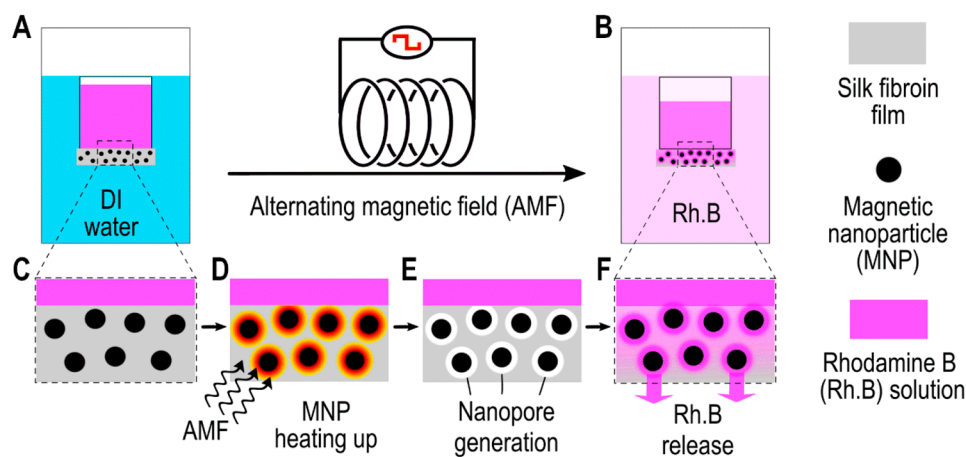 A
B
Silk fibroin
film
DI
water
Alternating magnetic field (AMF)
Rh.B
Magnetic
nanoparticle
(MNP)
C
D
E
F
AMF
MNP
heating up
Nanopore
generation
Rh.B
release
Rhodamine B
(Rh.B) solution